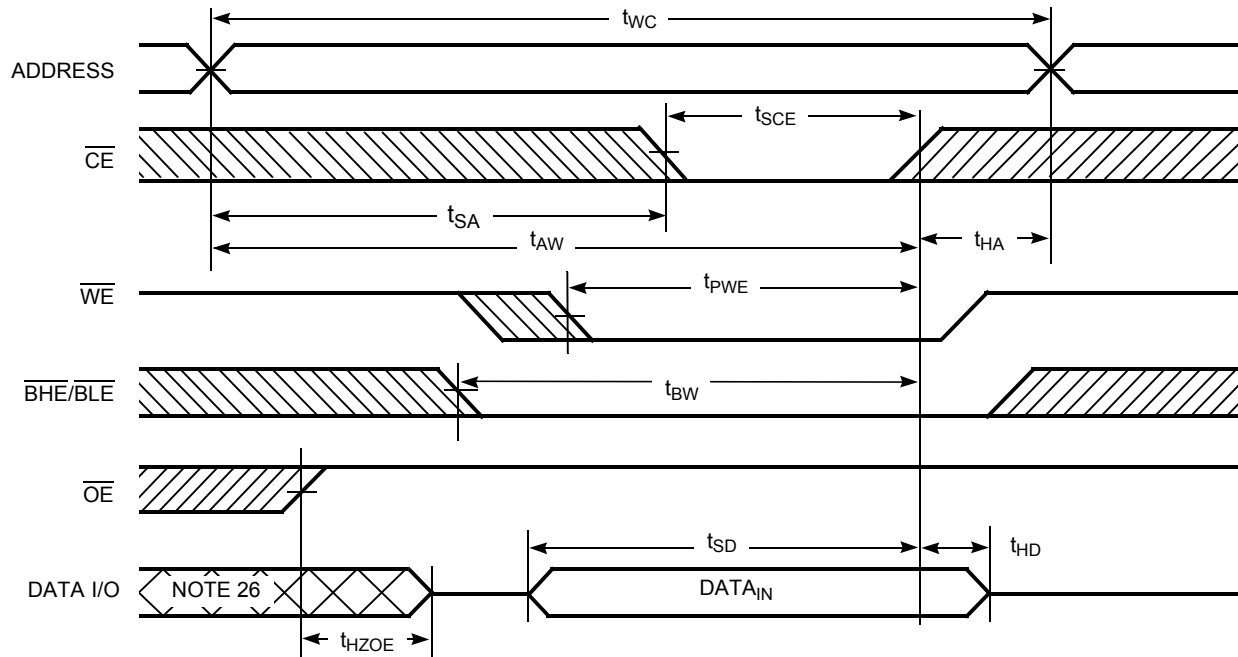 tWC
ADDRESS
tSCE
CE
tSA
tAW
tHA
WE
tPWE
BHE/BLE
tBW
OE
tSD
tHD
DATA I/O
NOTE 26
DATAIN
tHZOE